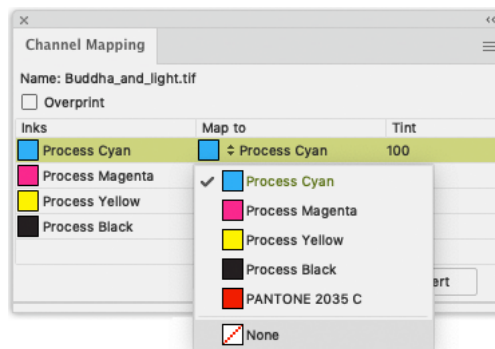 Channel Mapping
Name: Buddha_and_light.tif
Overprint
Inks Map to Tint
Process Cyan Process Cyan 100
Process Magenta
Process Yellow
Process Black
Process Cyan
Process Magenta
Process Yellow
Process Black
PANTONE 2035 C
None